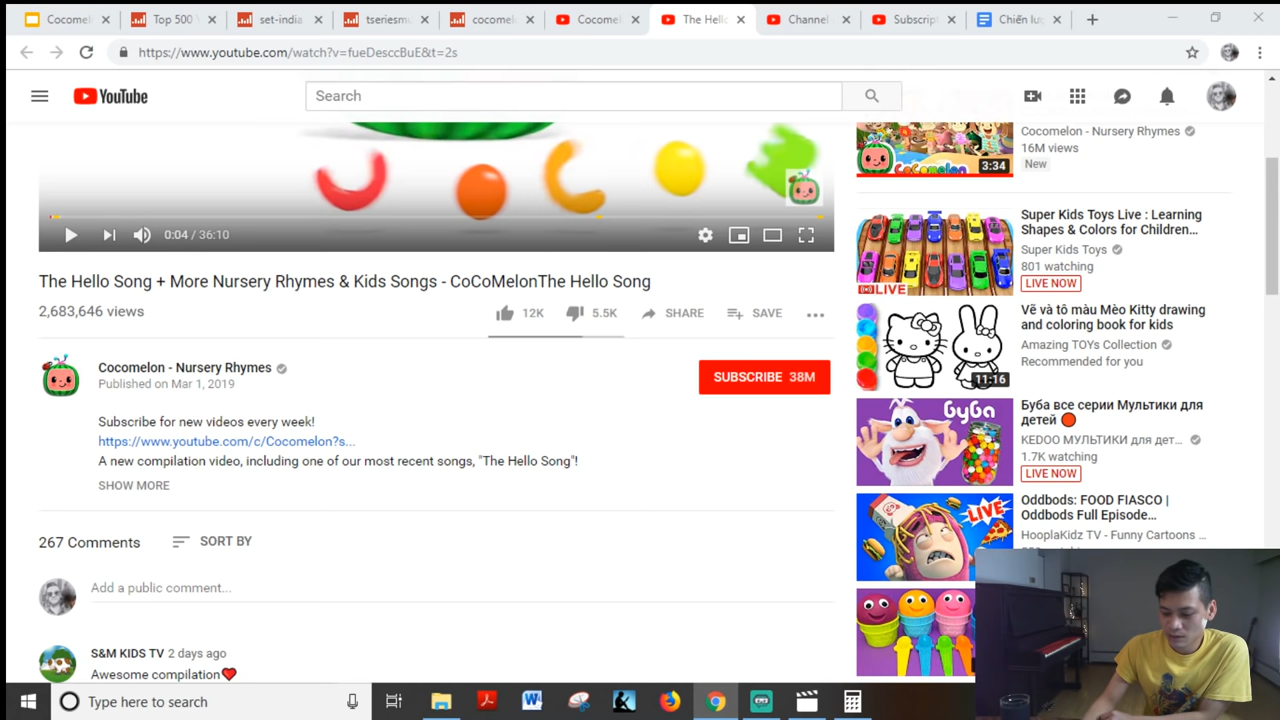 Cocomel
Top 500
set-india
tseriesmu
cocomel
Cocomel
The Hello
Channel
Subscrip
Chiến lư
https://www.youtube.com/watch?v=fueDesccBuE&t=2s
YouTube
Search
0:04 / 36:10
The Hello Song + More Nursery Rhymes & Kids Songs - CoCoMelonThe Hello Song
2,683,646 views
12K
5.5K
SHARE
SAVE
Cocomelon - Nursery Rhymes
Published on Mar 1, 2019
SUBSCRIBE 38M
Subscribe for new videos every week!
https://www.youtube.com/c/Cocomelon?s...
A new compilation video, including one of our most recent songs, "The Hello Song"!
SHOW MORE
267 Comments
SORT BY
Add a public comment...
S&M KIDS TV 2 days ago
Awesome compilation❤
CoComelon
3:34
Cocomelon - Nursery Rhymes
16M views
New
LIVE
Super Kids Toys Live : Learning
Shapes & Colors for Children...
Super Kids Toys
801 watching
LIVE NOW
11:16
Vẽ và tô màu Mèo Kitty drawing
and coloring book for kids
Amazing TOYs Collection
Recommended for you
Буба
Буба все серии Мультики для
детей
KEDOO МУЛЬТИКИ для дет...
1.7K watching
LIVE NOW
LIVE
Oddbods: FOOD FIASCO |
Oddbods Full Episode...
HooplaKidz TV - Funny Cartoons ...
Type here to search